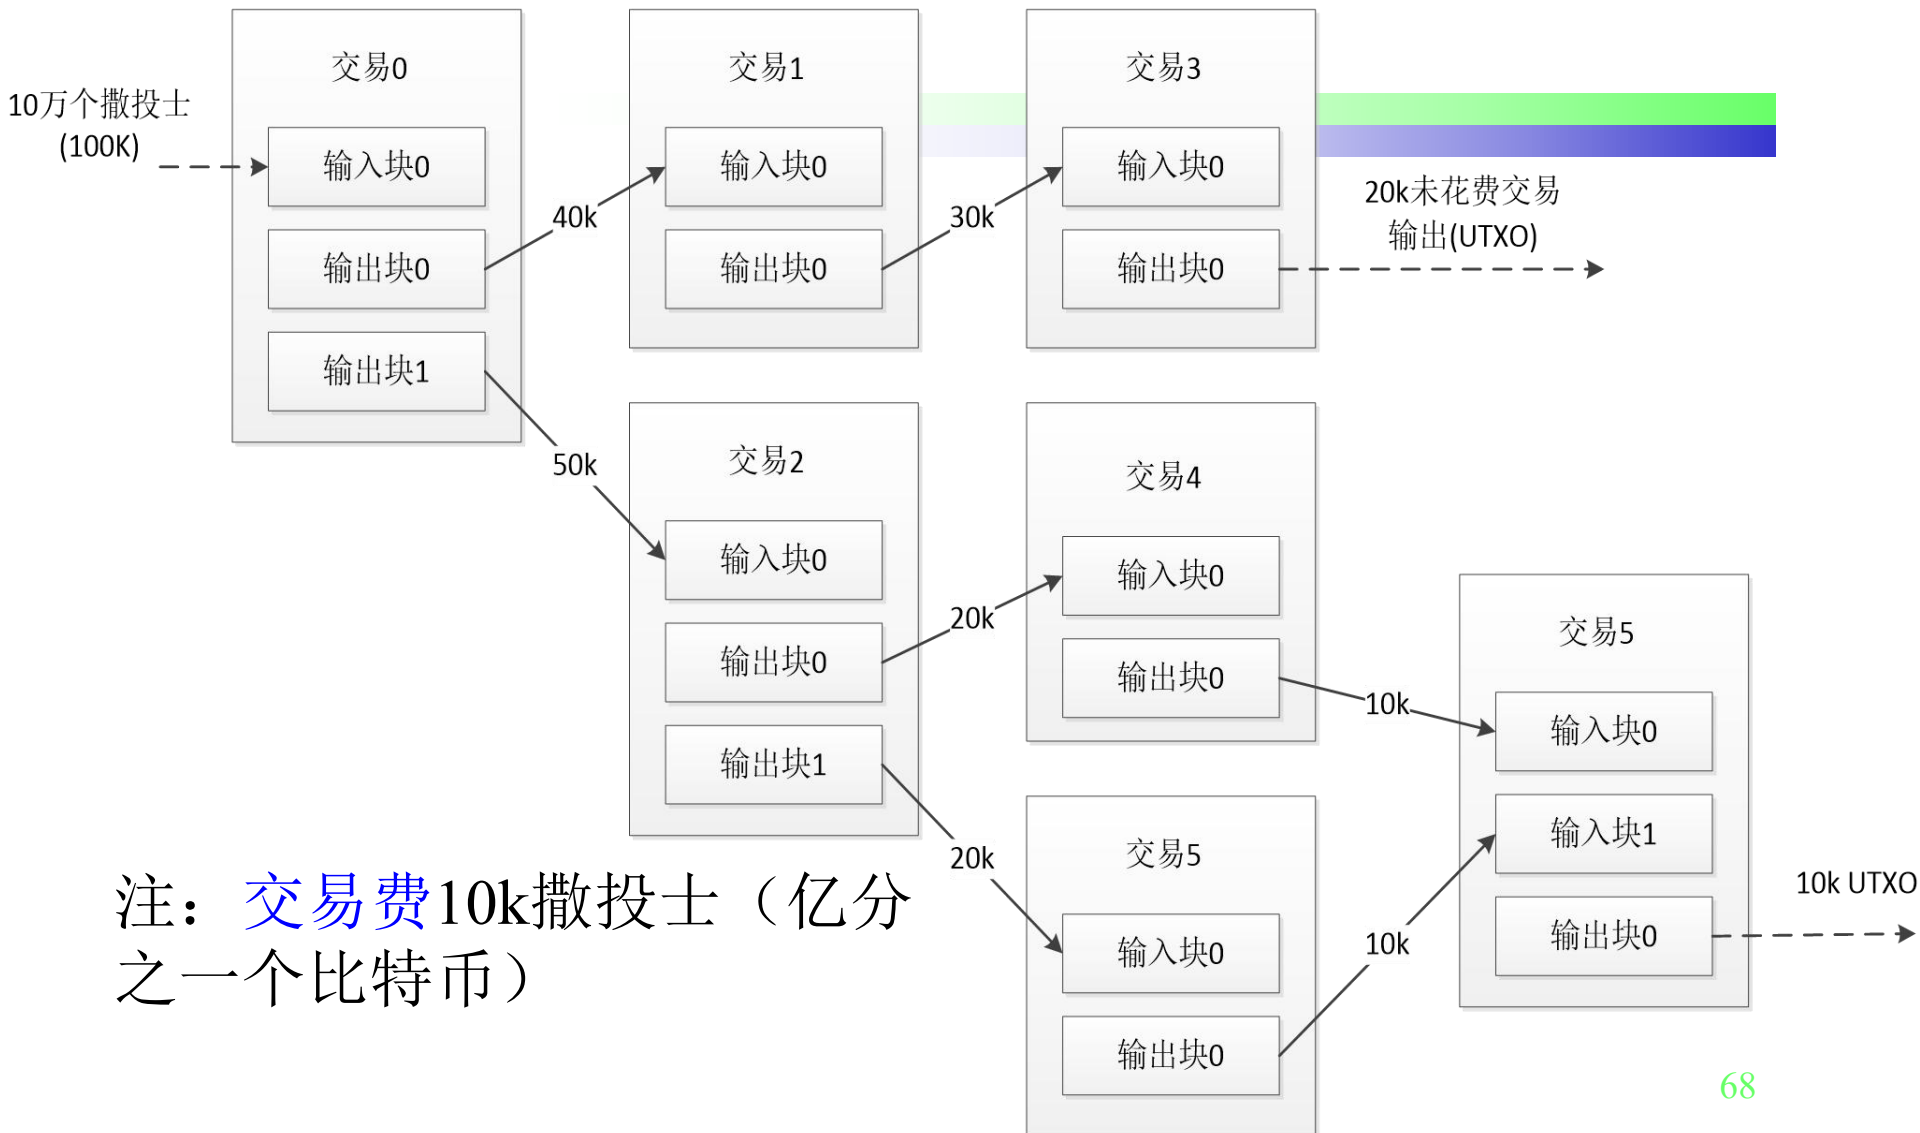 10万个撒投士
(100K)
交易0
输入块0
输出块0
输出块1
40k
50k
交易1
输入块0
输出块0
30k
交易3
输入块0
输出块0
20k未花费交易
输出(UTXO)
交易2
输入块0
输出块0
输出块1
20k
20k
交易4
输入块0
输出块0
10k
交易5
输入块0
输出块0
10k
交易5
输入块0
输入块1
输出块0
10k UTXO
注：交易费10k撒投士（亿分
之一个比特币）
68